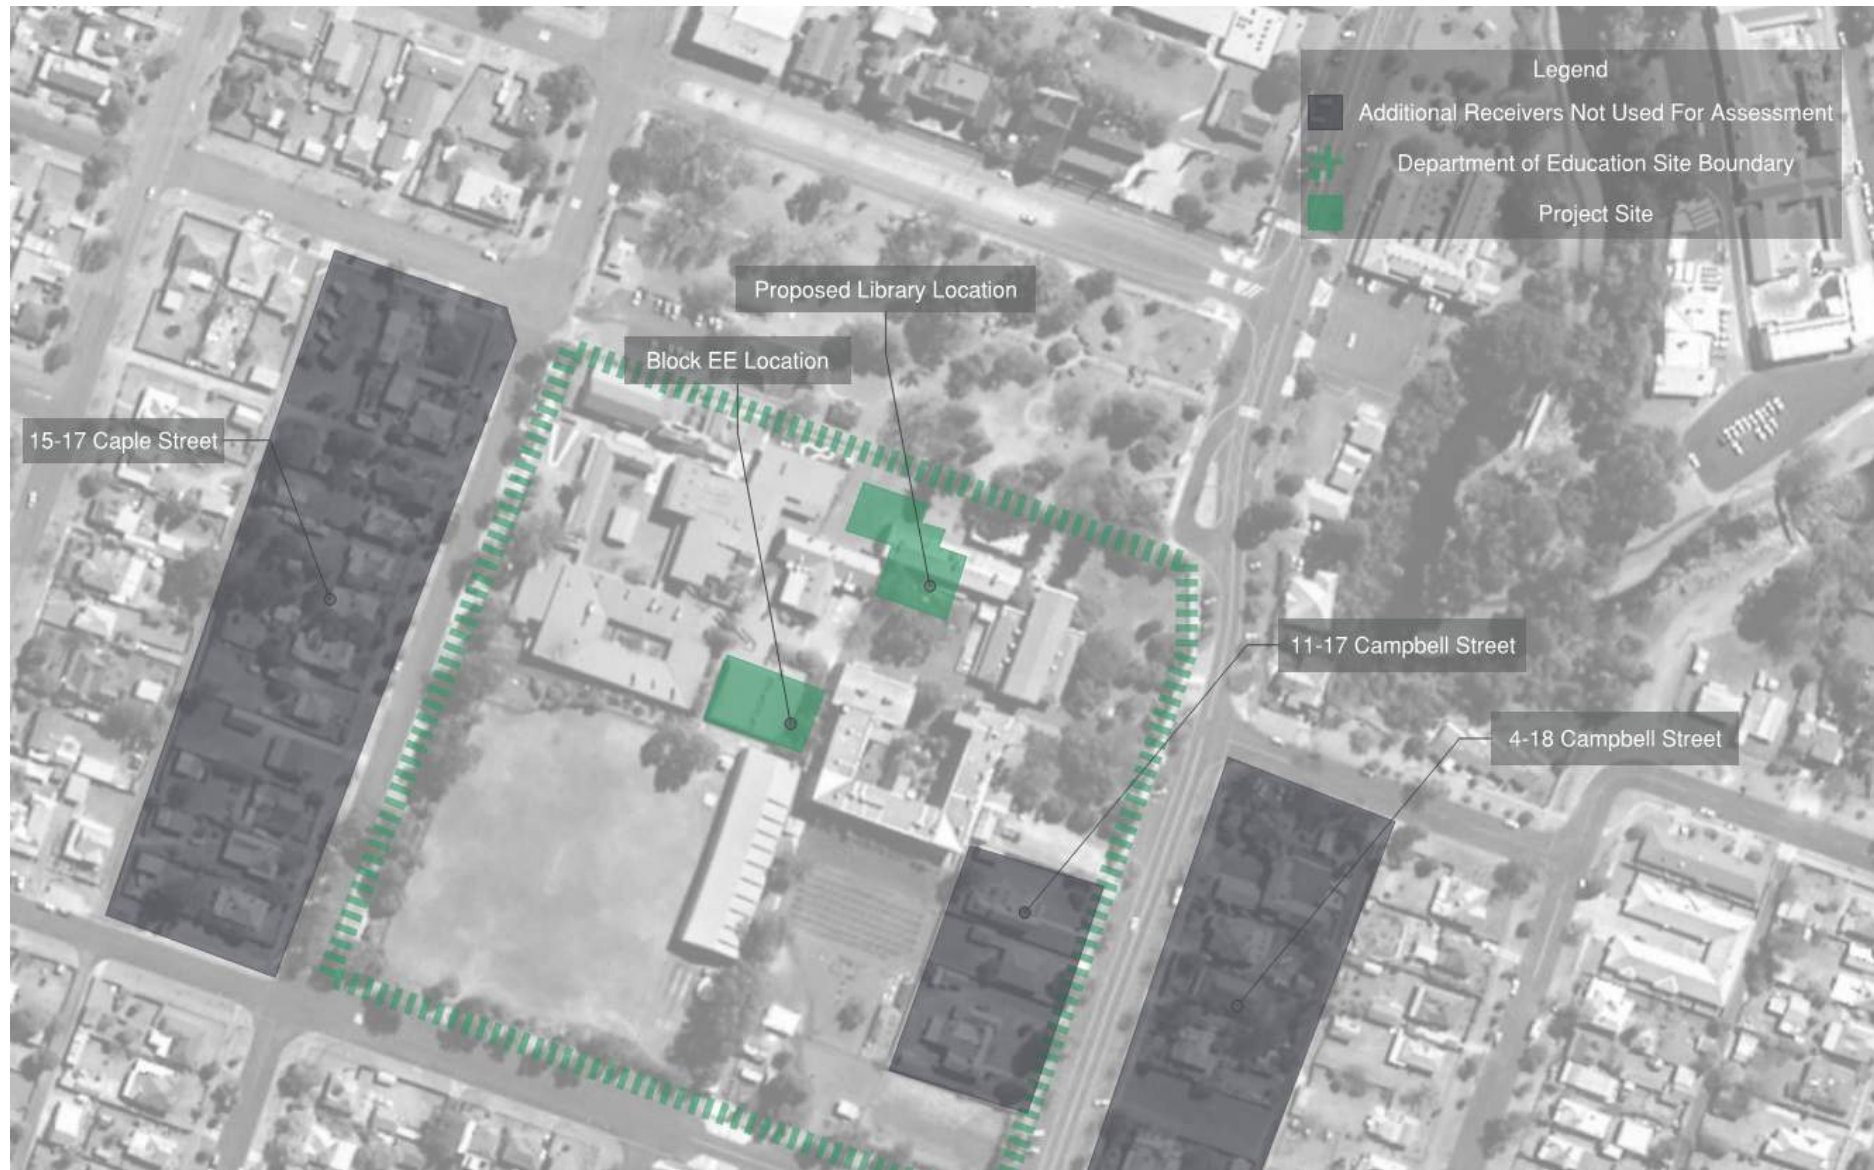 Legend
Additional Receivers Not Used For Assessment
Department of Education Site Boundary
Project Site
Proposed Library Location
Block EE Location
15-17 Caple Street
11-17 Campbell Street
4-18 Campbell Street